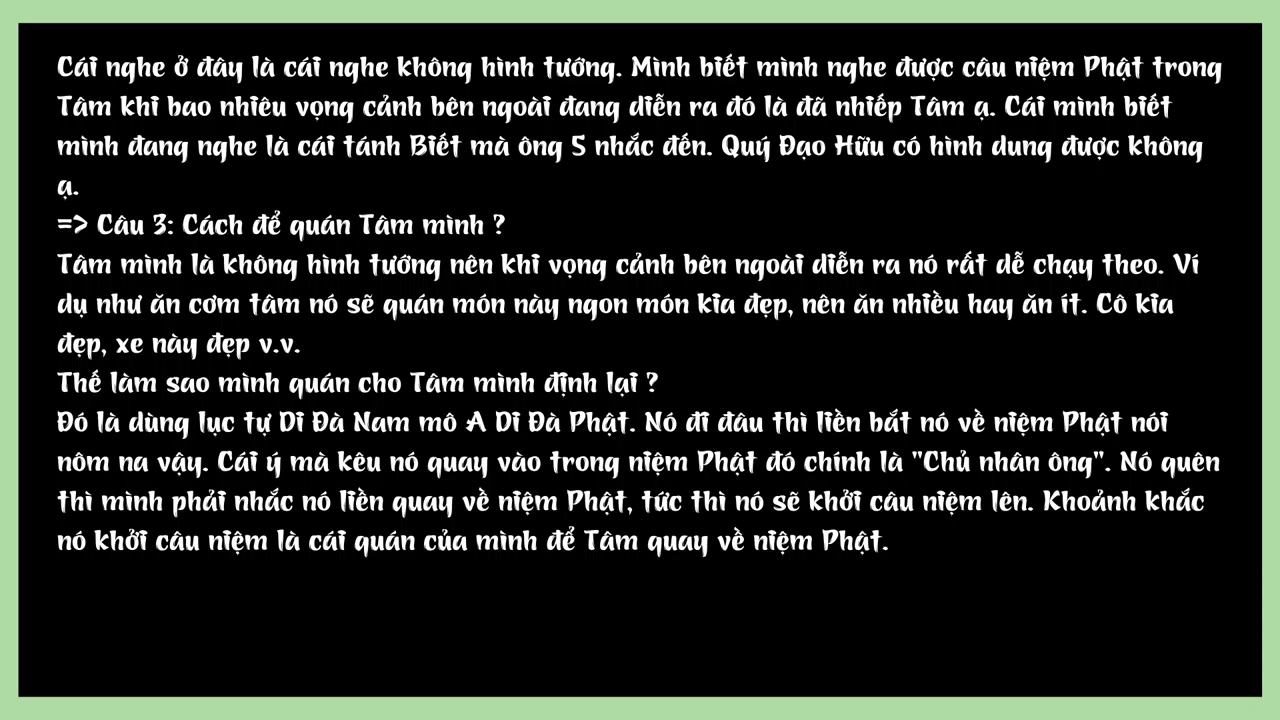 Cái nghe ở đây là cái nghe không hình tướng. Mình biết mình nghe được câu niệm Phật trong
Tâm khi bao nhiêu vọng cảnh bên ngoài đang diễn ra đó là đã nhiếp Tâm ạ. Cái mình biết
mình đang nghe là cái tánh Biết mà ông 5 nhắc đến. Quý Đạo Hữu có hình dung được không
ạ.
=> Câu 3: Cách để quán Tâm mình ?
Tâm mình là không hình tướng nên khi vọng cảnh bên ngoài diễn ra nó rất dễ chạy theo. Ví
dụ như ăn cơm tâm nó sẽ quán món này ngon món kia đẹp, nên ăn nhiều hay ăn ít. Cô kia
đẹp, xe này đẹp v.v.
Thế làm sao mình quán cho Tâm mình định lại ?
Đó là dùng lục tự Di Đà Nam mô A Di Đà Phật. Nó đi đâu thì liền bắt nó về niệm Phật nói
nôm na vậy. Cái ý mà kêu nó quay vào trong niệm Phật đó chính là "Chủ nhân ông". Nó quên
thì mình phải nhắc nó liền quay về niệm Phật, tức thì nó sẽ khởi câu niệm lên. Khoảnh khắc
nó khởi câu niệm là cái quán của mình để Tâm quay về niệm Phật.